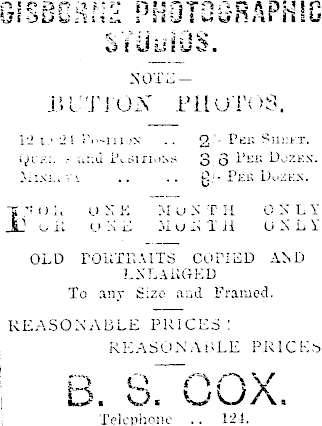 GISBORNE PHOTOGRAPHIC
STUDIOS.
NOTE—
BUTTON PHOTOS.
12 to 24 Position .. 2/- Per Sheet.
and Positions 3/6 Per Dozen.
Minerva .. .. 8/- Per Dozen.
FOR ONE MONTH ONLY
FOR ONE MONTH ONLY
OLD PORTRAITS COPIED AND
ENLARGED
To any Size and Framed.
REASONABLE PRICES!
REASONABLE PRICES
B. S. COX.
Telephone .. 124.